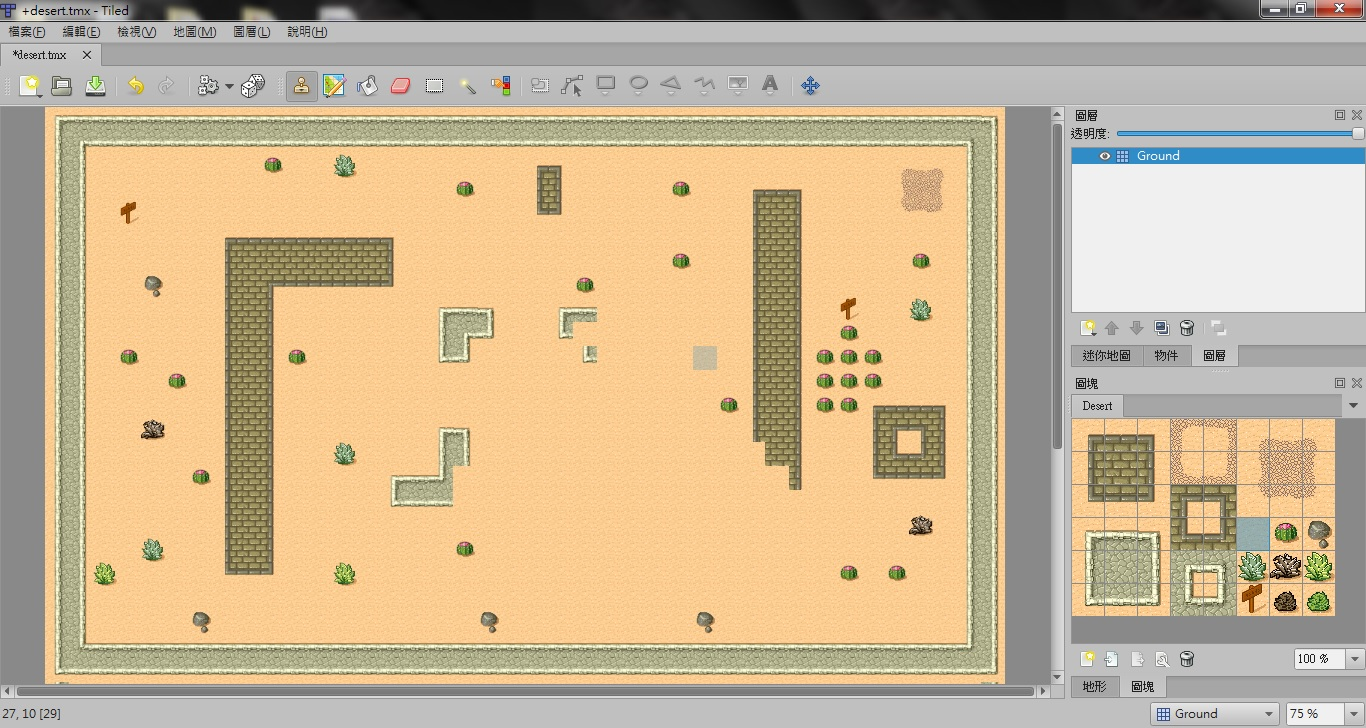 +desert.tmx - Tiled
檔案(F) 編輯(E) 檢視(V) 地圖(M) 圖層(L) 說明(H)
*desert.tmx
圖層
透明度:
Ground
迷你地圖 物件 圖層
圖塊
Desert
100 %
地形 圖塊
27, 10 [29]
Ground
75 %